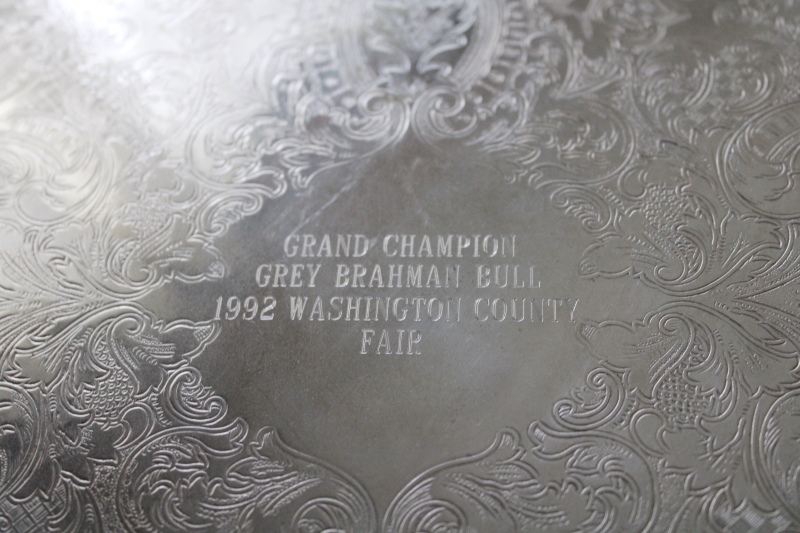 GRAND CHAMPION
GREY BRAHMAN BULL
1992 WASHINGTON COUNTY
FAIR